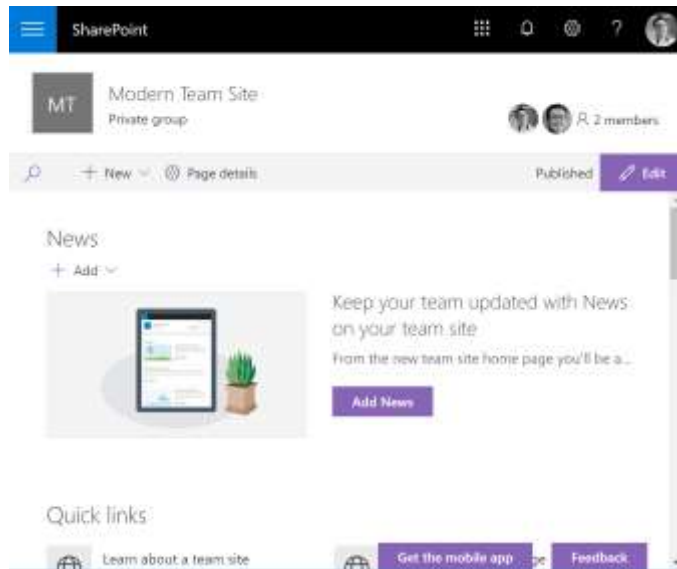 SharePoint
?
MT
Modern Team Site
Private group
2 members
+ New
Page details
Published
Edit
News
+ Add
Keep your team updated with News
on your team site
From the new team site home page you'll be a...
Add News
Quick links
Learn about a team site
Get the mobile app
Feedback